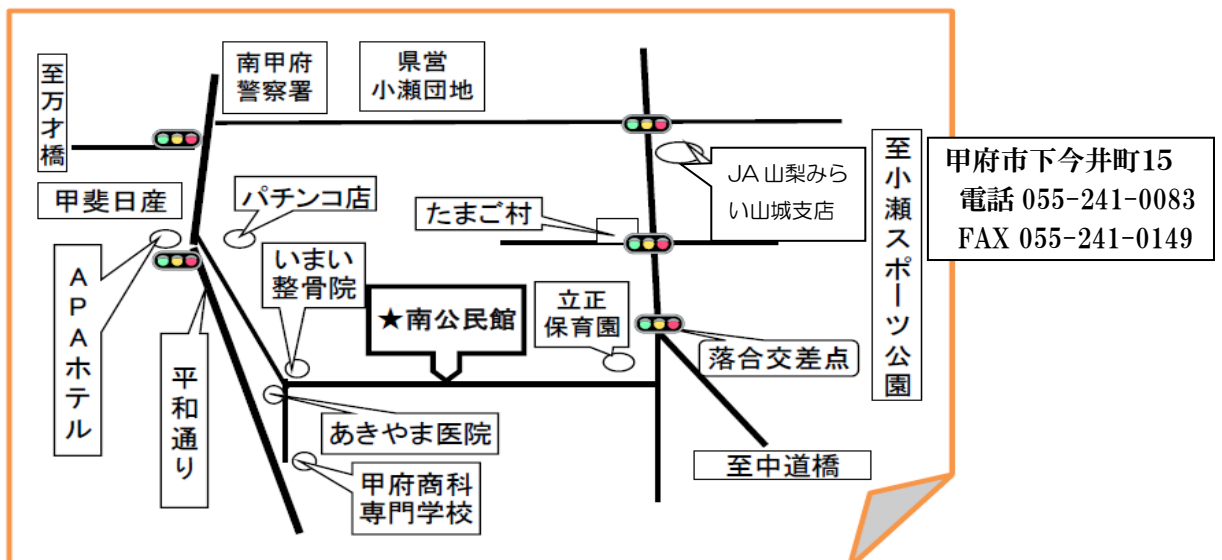 至万才橋
南甲府
警察署
県営
小瀬団地
至小瀬スポーツ公園
甲府市下今井町15
電話 055-241-0083
FAX 055-241-0149
JA 山梨みら
い山城支店
甲斐日産
パチンコ店
たまご村
APAホテル
いまい
整骨院
★南公民館
立正
保育園
落合交差点
平和通り
あきやま医院
至中道橋
甲府商科
専門学校